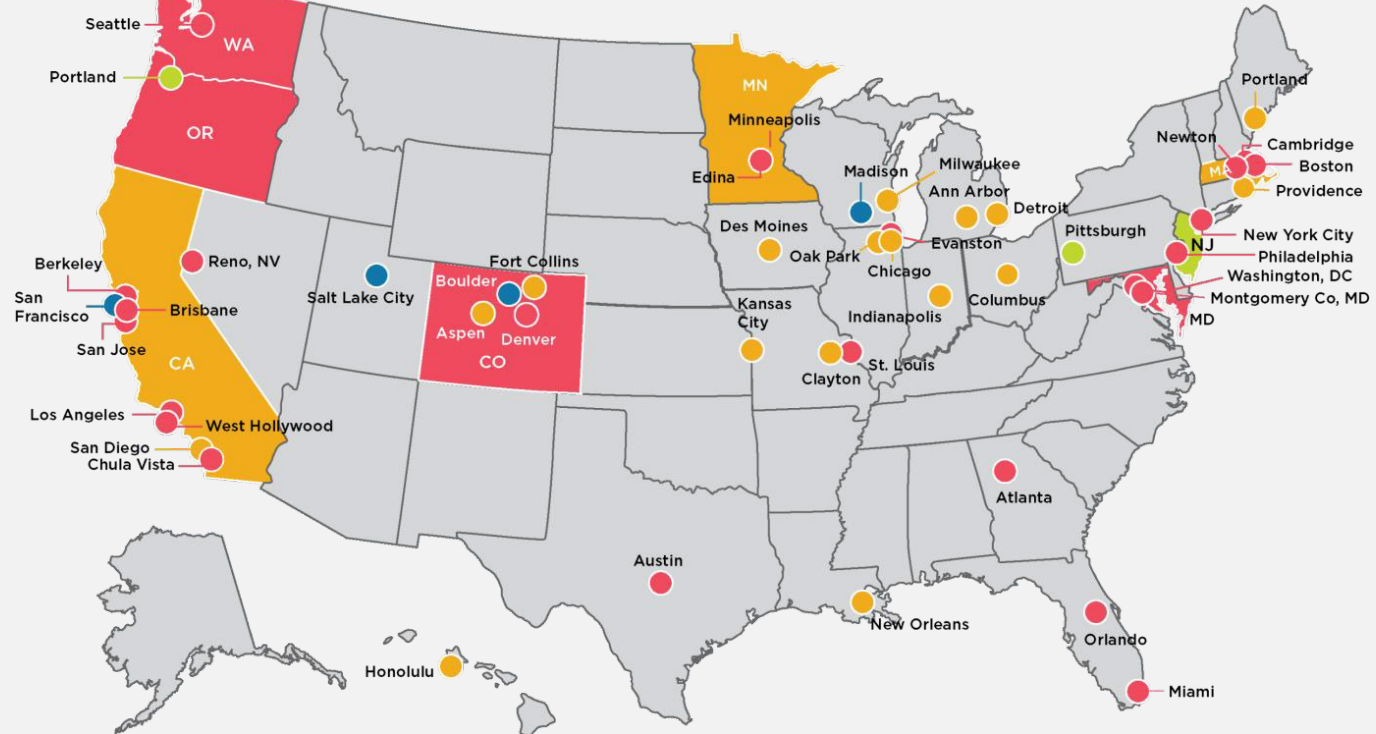 Seattle
WA
Portland
OR
MN
Minneapolis
Edina
Portland
Newton
Cambridge
Boston
MA
Providence
Madison
Milwaukee
Ann Arbor
Detroit
Des Moines
Oak Park
Evanston
Chicago
Pittsburgh
NJ
New York City
Philadelphia
Washington, DC
Montgomery Co, MD
MD
Berkeley
San
Francisco
Brisbane
San Jose
Reno, NV
Salt Lake City
Fort Collins
Boulder
Aspen
Denver
CO
Kansas
City
Indianapolis
Columbus
Clayton
St. Louis
CA
Los Angeles
West Hollywood
San Diego
Chula Vista
Atlanta
Austin
New Orleans
Orlando
Honolulu
Miami